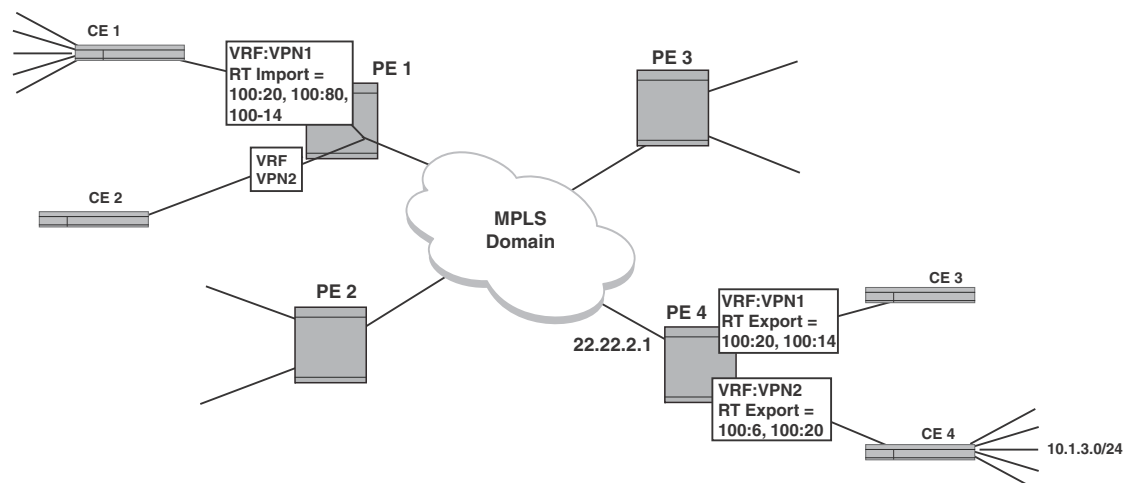 CE 1
VRF:VPN1
RT Import =
100:20, 100:80,
100-14
PE 1
PE 3
VRF
VPN2
CE 2
MPLS
Domain
PE 2
CE 3
VRF:VPN1
RT Export =
100:20, 100:14
PE 4
22.22.2.1
VRF:VPN2
RT Export =
100:6, 100:20
CE 4
10.1.3.0/24